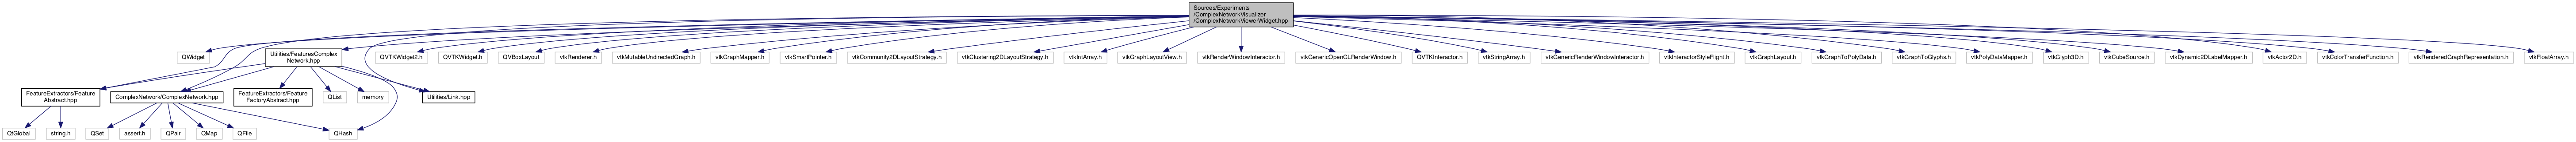 Sources/Experiments
/ComplexNetworkVisualizer
/ComplexNetworkViewer/Widget.hpp
QWidget
Utilities/FeaturesComplex
Network.hpp
QVTKWidget2.h
QVTKWidget.h
QVBoxLayout
vtkRenderer.h
vtkMutableUndirectedGraph.h
vtkGraphMapper.h
vtkSmartPointer.h
vtkCommunity2DLayoutStrategy.h
vtkClustering2DLayoutStrategy.h
vtkIntArray.h
vtkGraphLayoutView.h
vtkRenderWindowInteractor.h
vtkGenericOpenGLRenderWindow.h
QVTKInteractor.h
vtkStringArray.h
vtkGenericRenderWindowInteractor.h
vtkInteractorStyleFlight.h
vtkGraphLayout.h
vtkGraphToPolyData.h
vtkGraphToGlyphs.h
vtkPolyDataMapper.h
vtkGlyph3D.h
vtkCubeSource.h
vtkDynamic2DLabelMapper.h
vtkActor2D.h
vtkColorTransferFunction.h
vtkRenderedGraphRepresentation.h
vtkFloatArray.h
FeatureExtractors/Feature
Abstract.hpp
ComplexNetwork/ComplexNetwork.hpp
FeatureExtractors/Feature
FactoryAbstract.hpp
QList
memory
Utilities/Link.hpp
QtGlobal
string.h
QSet
assert.h
QPair
QMap
QFile
QHash